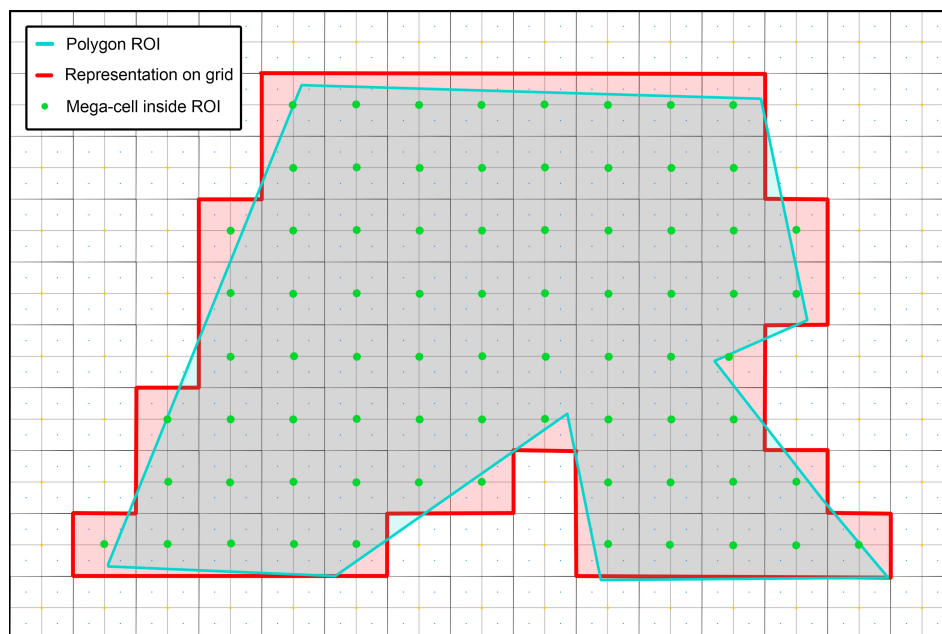 Polygon ROI
Representation on grid
Mega-cell inside ROI